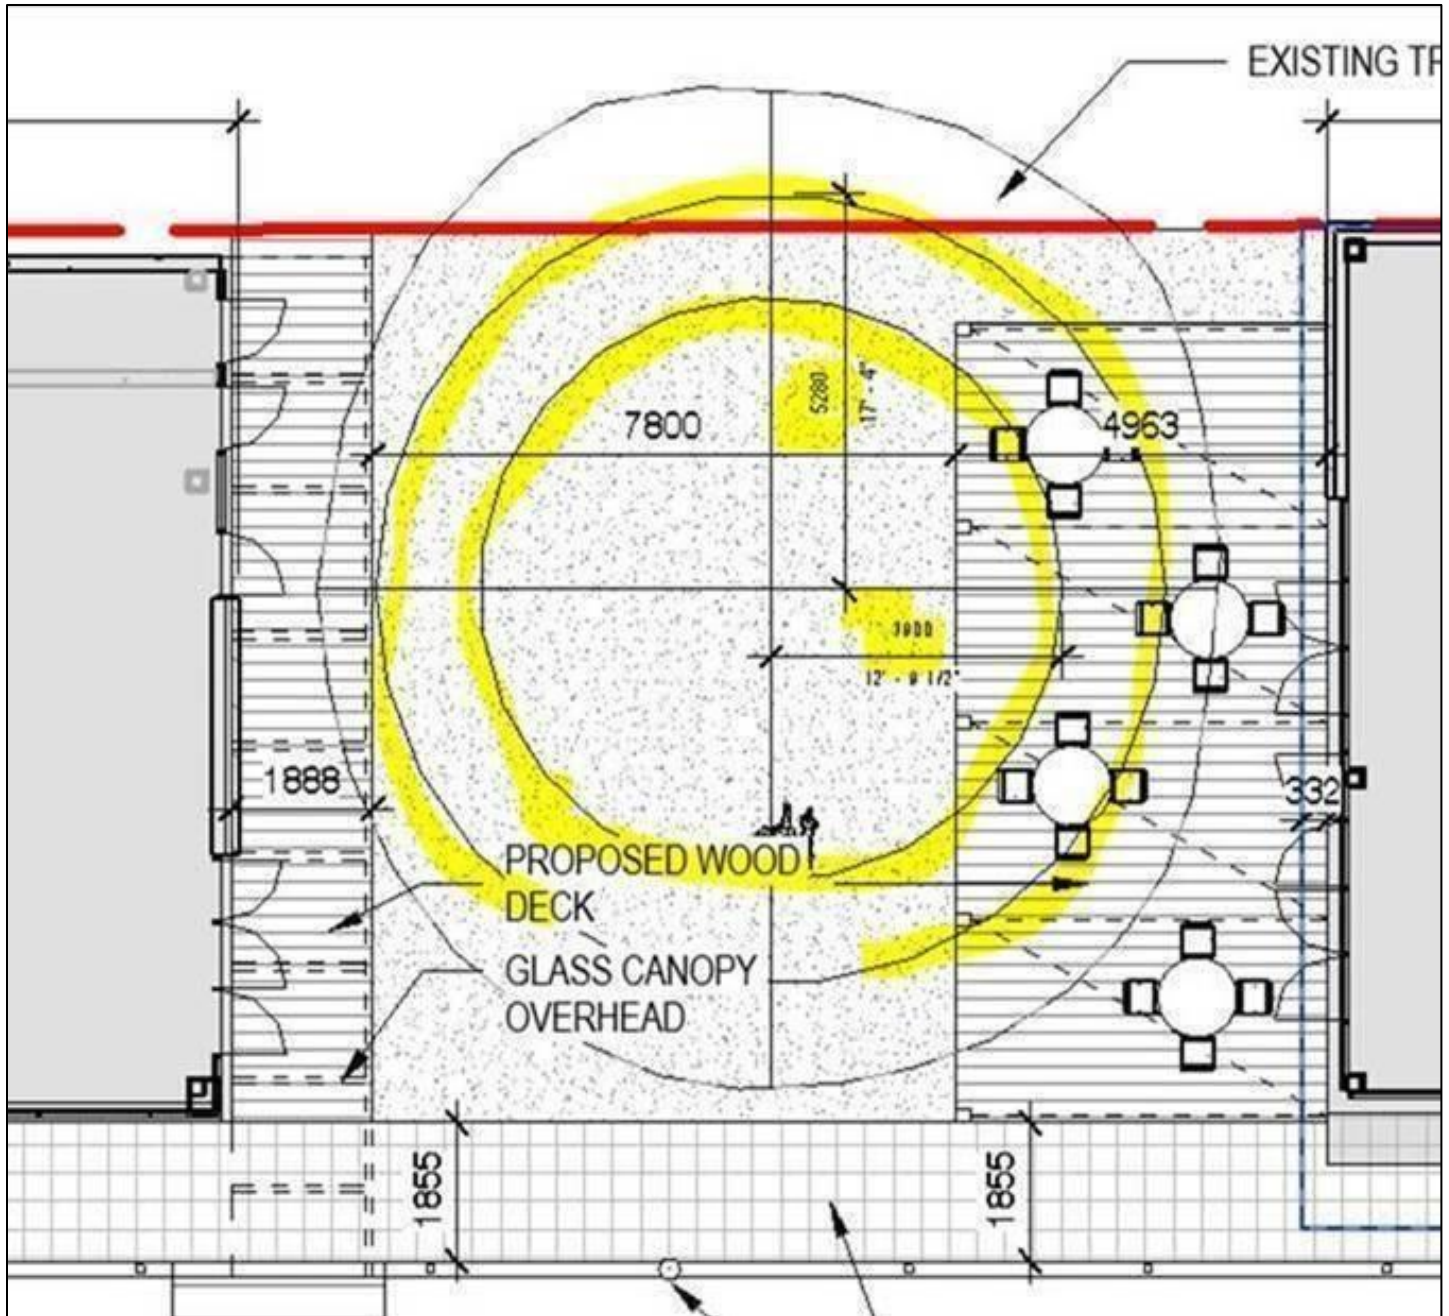 EXISTING TR
7800
5280
17' - 4"
4963
3900
12' - 9 1/2"
1888
332
PROPOSED WOOD
DECK
GLASS CANOPY
OVERHEAD
1855
1855